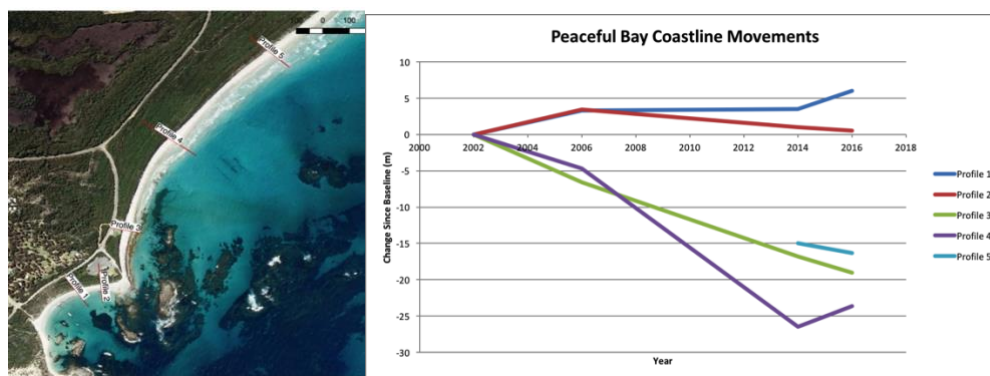 0 100
Profile 5
Profile 4
Profile 3
Profile 2
Profile 1
Peaceful Bay Coastline Movements
10
5
0
-5
-10
-15
-20
-25
-30
2000 2002 2004 2006 2008 2010 2012 2014 2016 2018
Change Since Baseline (m)
Year
Profile 1
Profile 2
Profile 3
Profile 4
Profile 5